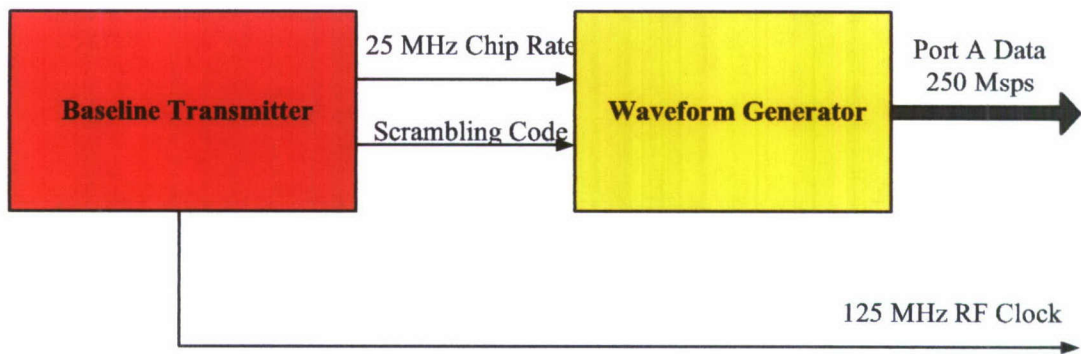 25 MHz Chip Rate
Port A Data
250 Msps
Baseline Transmitter
Waveform Generator
Scrambling Code
125 MHz RF Clock